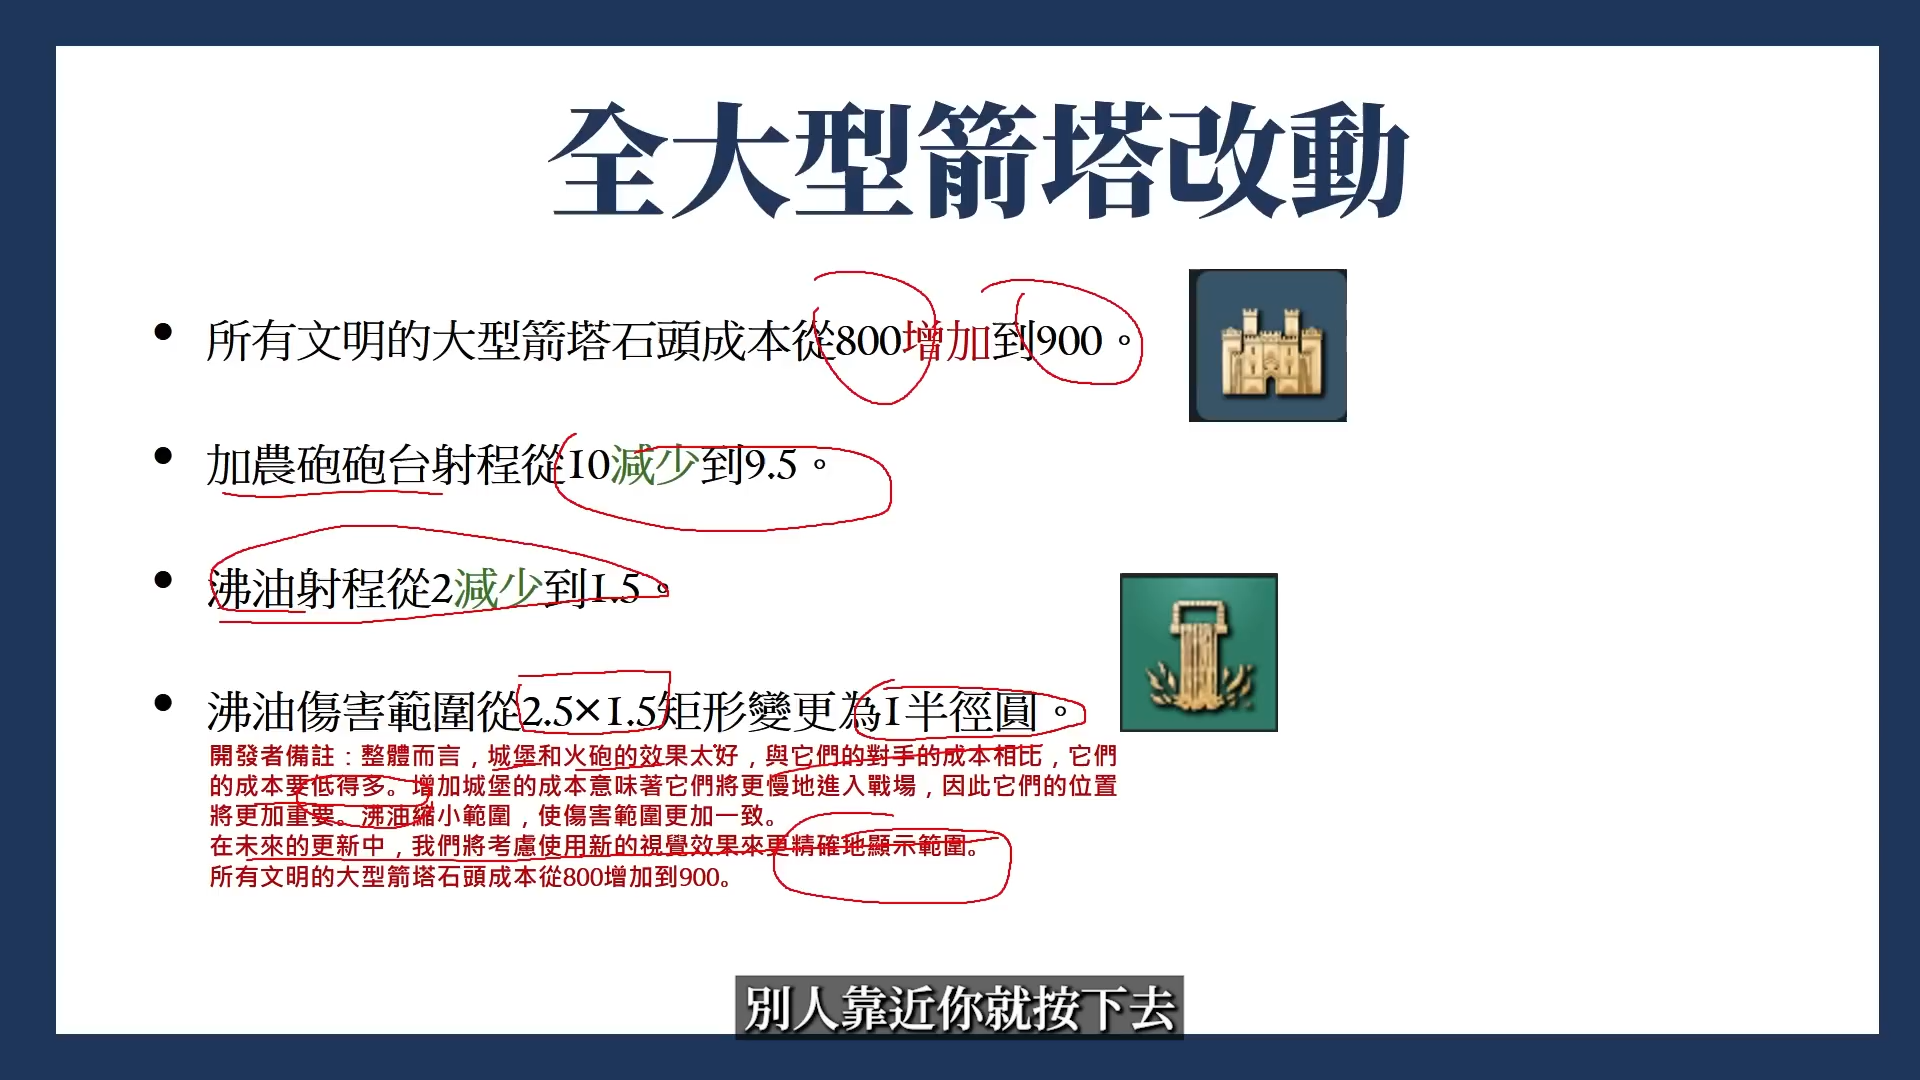 全大型箭塔改動
所有文明的大型箭塔石頭成本從800增加到900。
加農砲砲台射程從10減少到9.5。
沸油射程從2減少到1.5。
沸油傷害範圍從2.5×1.5矩形變更為1半徑圓。
開發者備註：整體而言，城堡和火砲的效果太好，與它們的對手的成本相比，它們
的成本要低得多。增加城堡的成本意味著它們將更慢地進入戰場，因此它們的位置
將更加重要。沸油縮小範圍，使傷害範圍更加一致。
在未來的更新中，我們將考慮使用新的視覺效果來更精確地顯示範圍。
所有文明的大型箭塔石頭成本從800增加到900。
別人靠近你就按下去